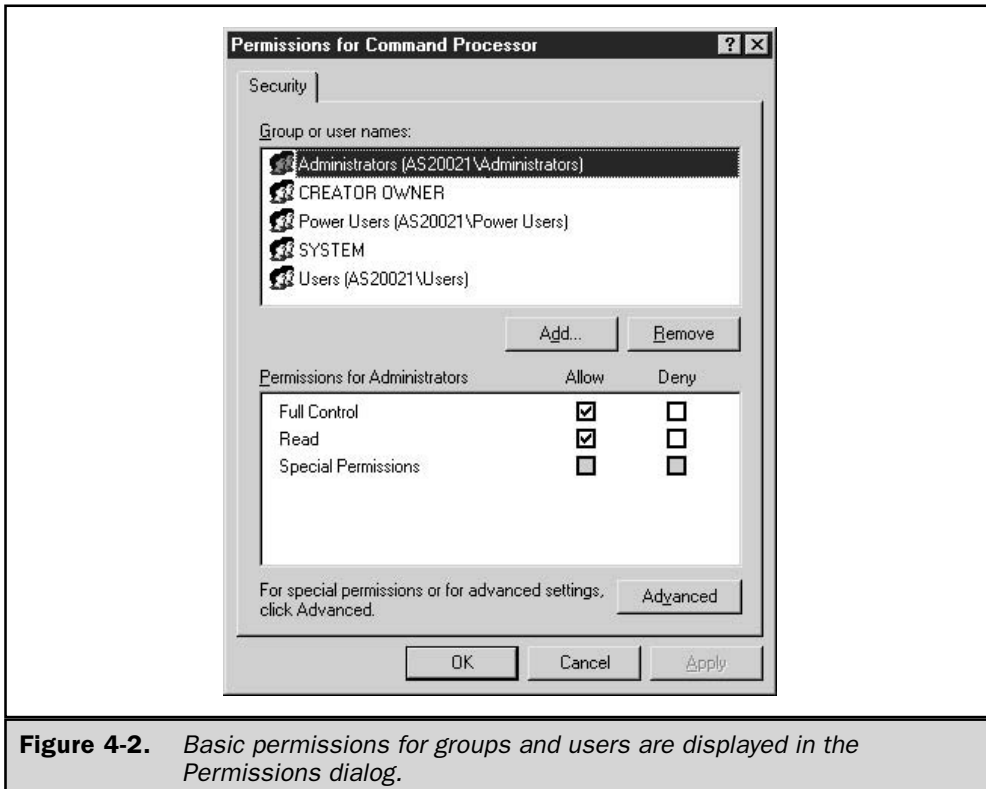 Permissions for Command Processor
Security
Group or user names:
Administrators (AS20021\Administrators)
CREATOR OWNER
Power Users (AS20021\Power Users)
SYSTEM
Users (AS20021\Users)
Add... Remove
Permissions for Administrators Allow Deny
Full Control
Read
Special Permissions
For special permissions or for advanced settings,
click Advanced.
Advanced
OK Cancel Apply
Figure 4-2. Basic permissions for groups and users are displayed in the
Permissions dialog.